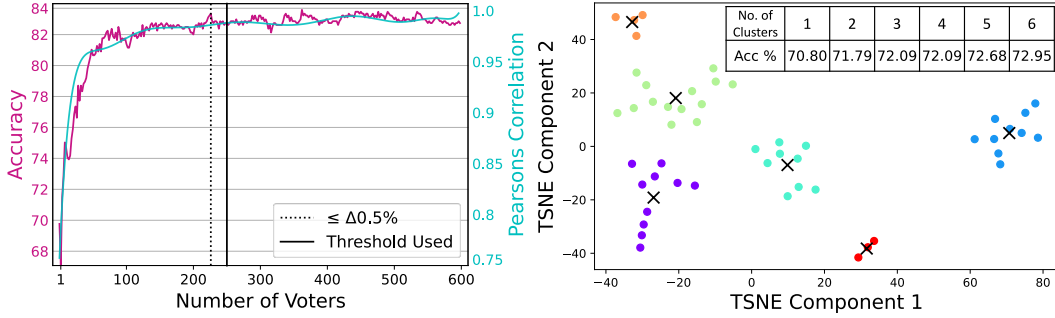 84
82
80
78
76
74
72
70
68
Accuracy
1.0
0.95
0.9
0.85
0.8
0.75
Pearsons Correlation
≤ Δ0.5%
Threshold Used
1 100 200 300 400 500 600
Number of Voters
40
20
0
−20
−40
TSNE Component 2
No. of Clusters 1 2 3 4 5 6
Acc % 70.80 71.79 72.09 72.09 72.68 72.95
−40 −20 0 20 40 60 80
TSNE Component 1